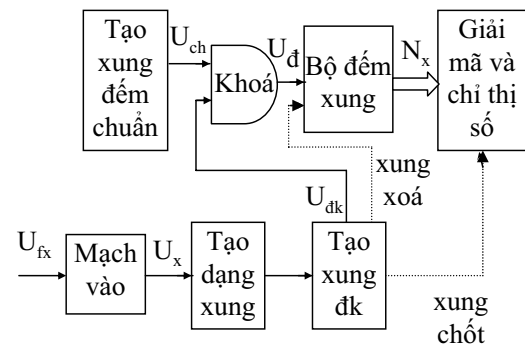 Tạo
xung
đếm
chuẩn
U_ch
Khoá
U_đ
Bộ đếm
xung
N_x
Giải
mã và
chỉ thị
số
xung
xoá
U_đk
U_fx
Mạch
vào
U_x
Tạo
dạng
xung
Tạo
xung
đk
xung
chốt